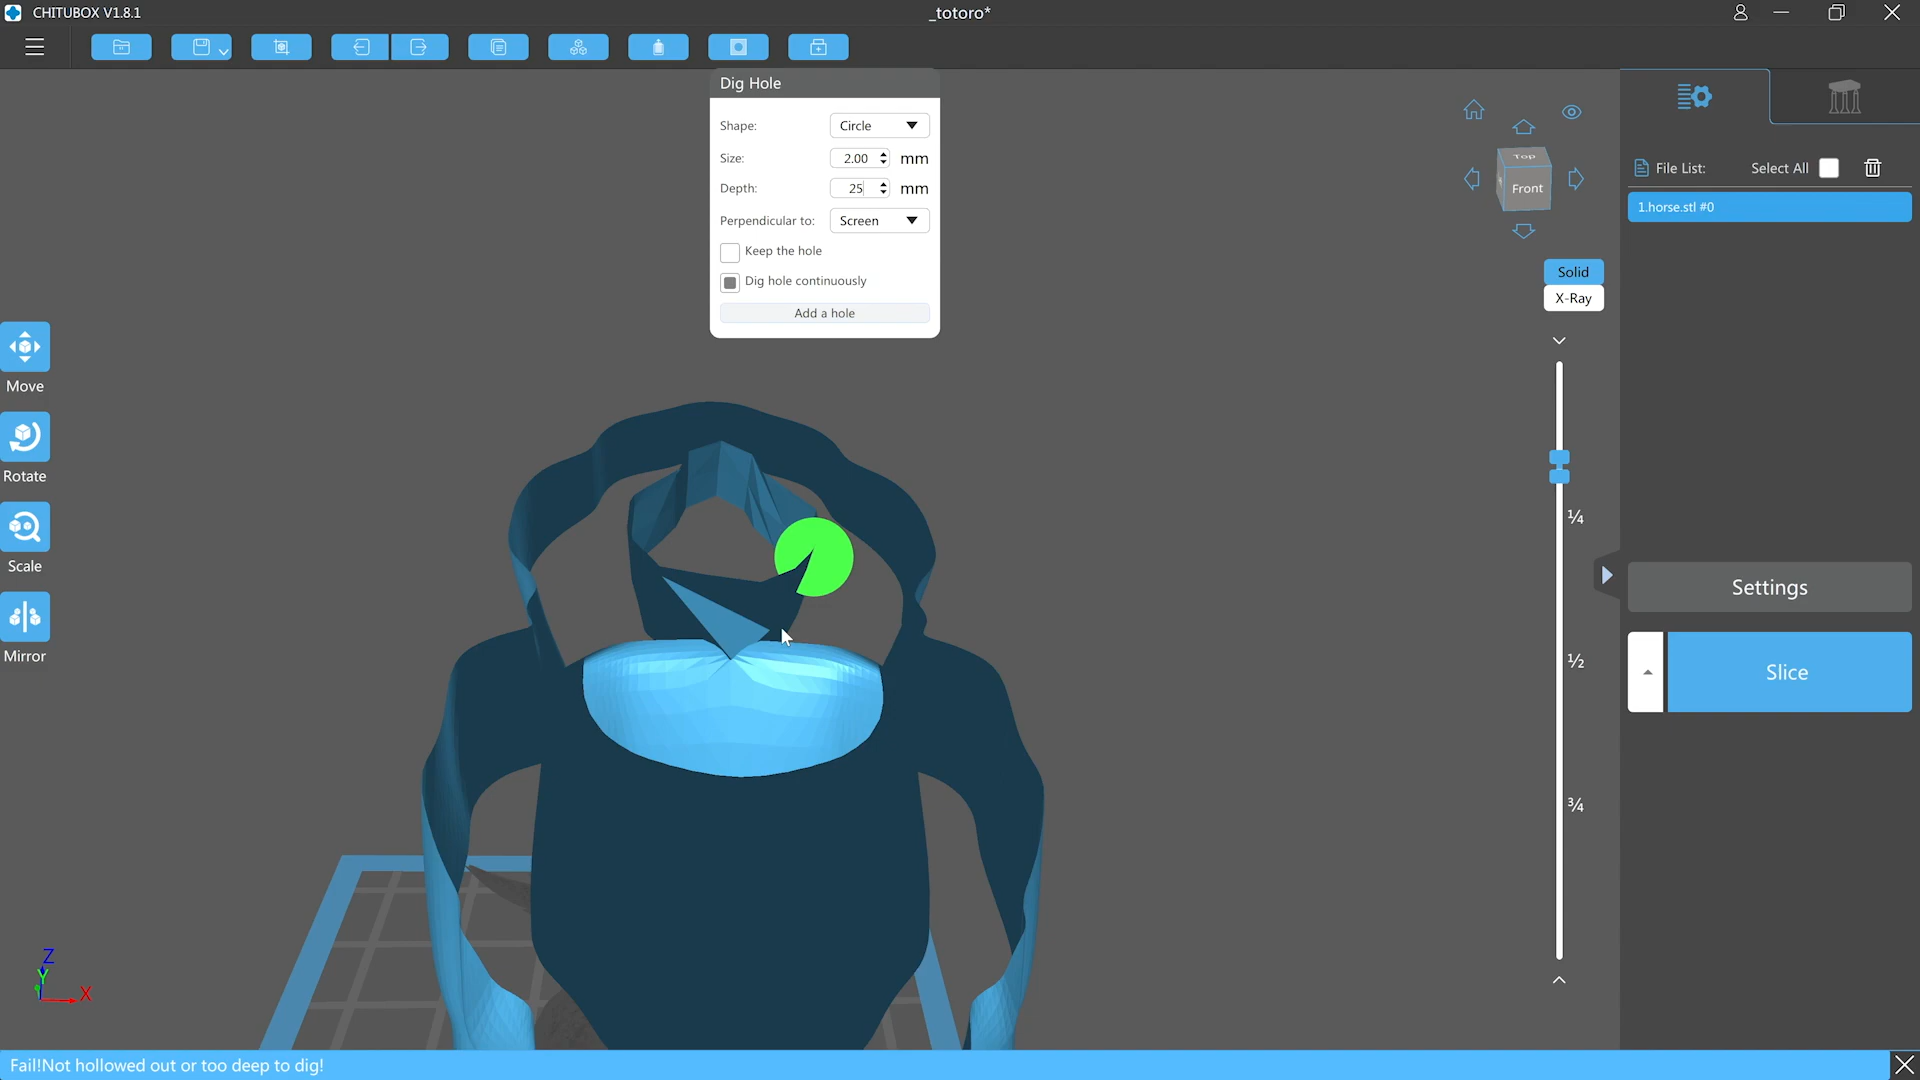 CHITUBOX V1.8.1
_totoro*
Dig Hole
Shape:
Circle
Size:
2.00
mm
Depth:
25
mm
Perpendicular to:
Screen
Keep the hole
Dig hole continuously
Add a hole
Top
Front
Solid
X-Ray
File List:
Select All
1.horse.stl #0
Move
Rotate
Scale
Mirror
¼
½
¾
Settings
Slice
Z
Y
X
Fail!Not hollowed out or too deep to dig!